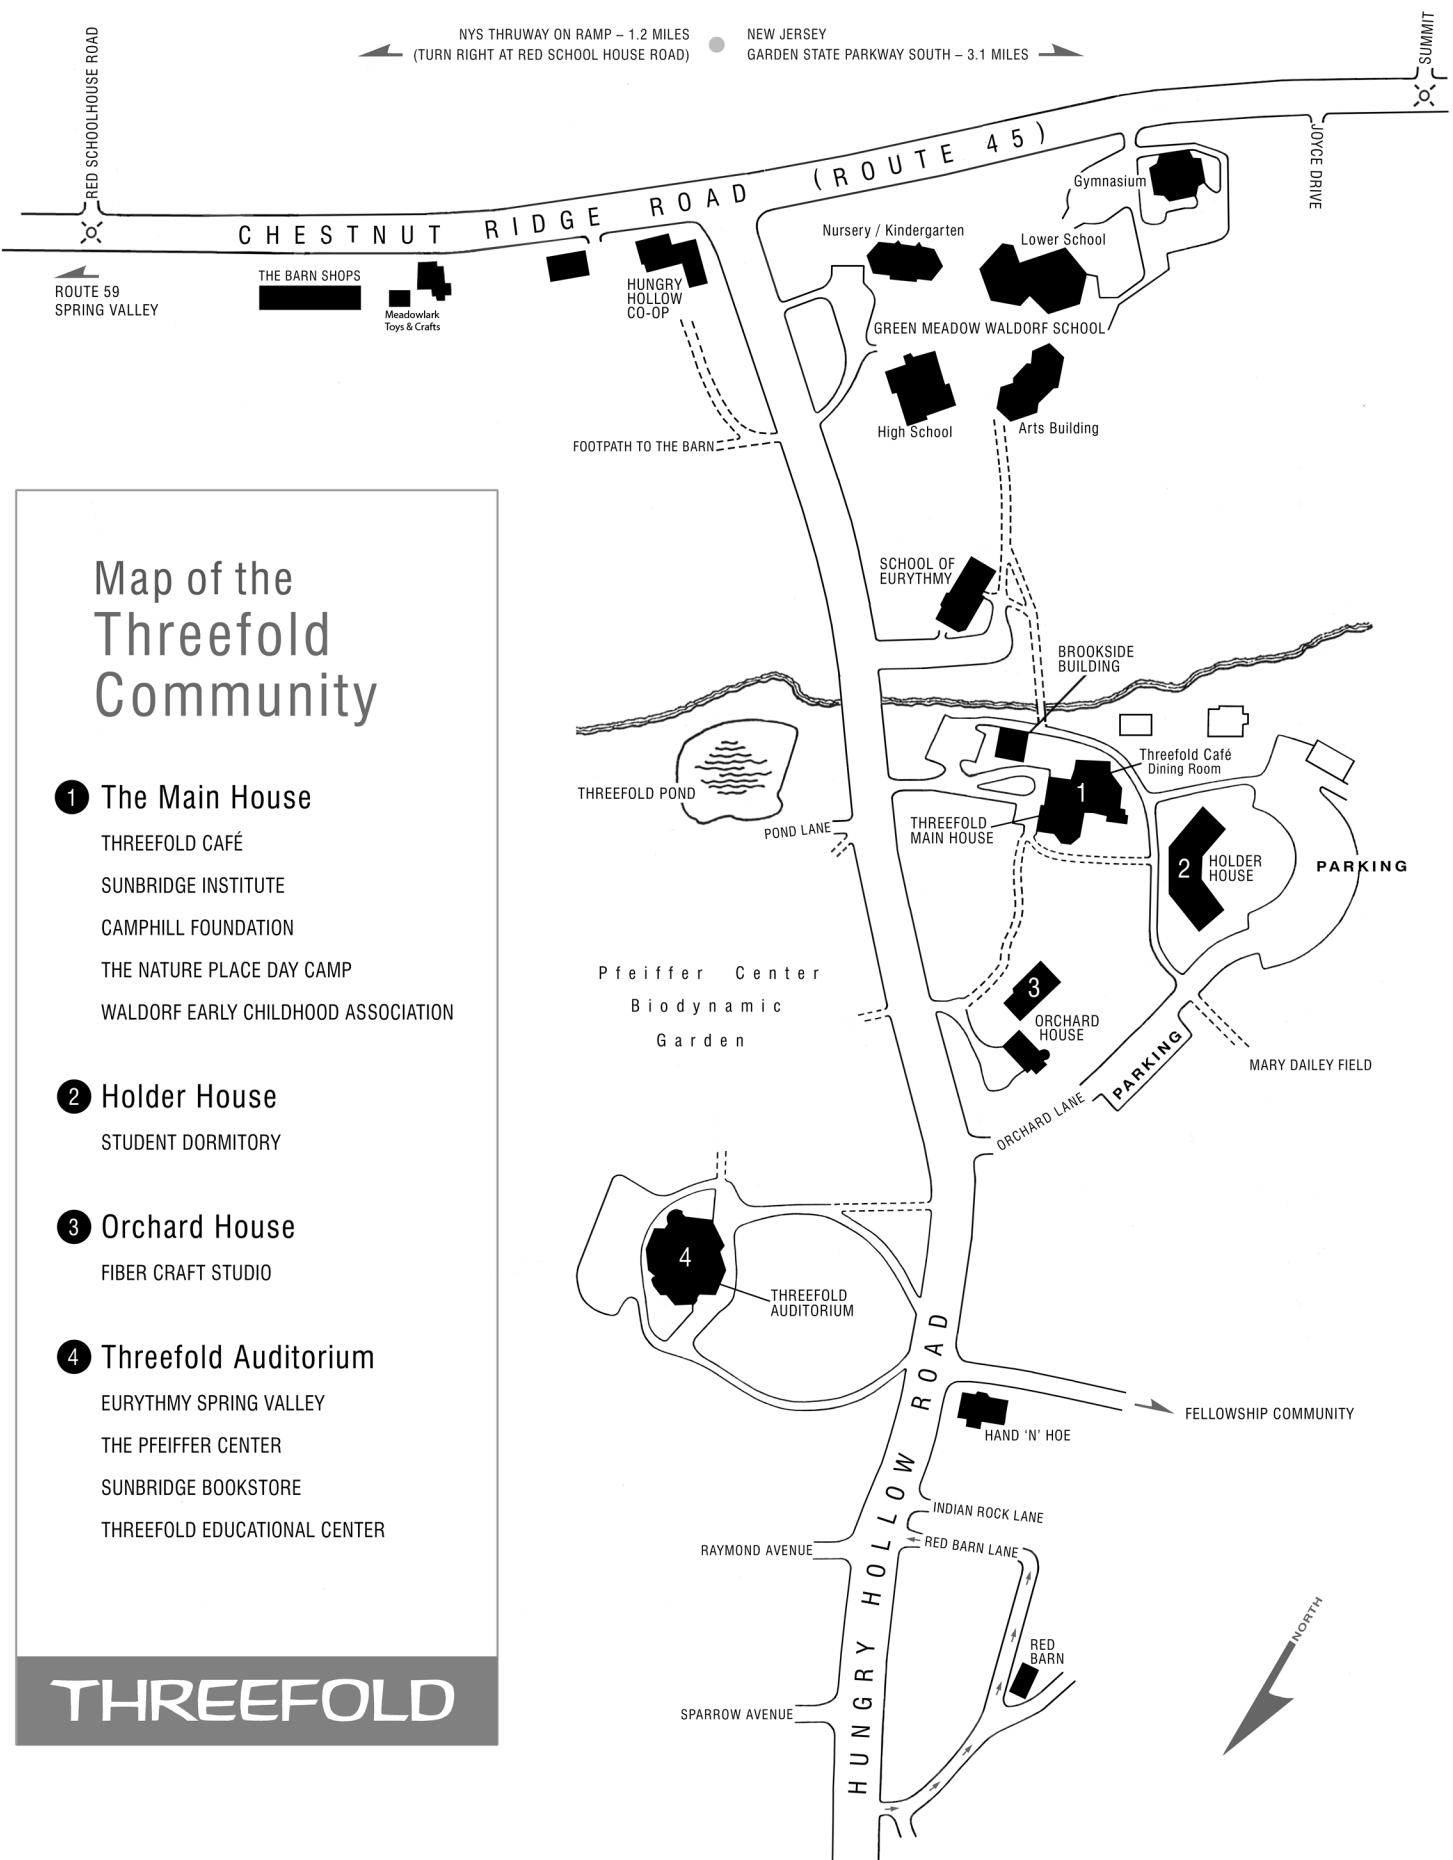 NYS THRUWAY ON RAMP – 1.2 MILES
(TURN RIGHT AT RED SCHOOL HOUSE ROAD)
NEW JERSEY
GARDEN STATE PARKWAY SOUTH – 3.1 MILES
SUMMIT
RED SCHOOLHOUSE ROAD
JOYCE DRIVE
CHESTNUT RIDGE ROAD (ROUTE 45)
Gymnasium
Nursery / Kindergarten
Lower School
ROUTE 59
SPRING VALLEY
THE BARN SHOPS
Meadowlark
Toys & Crafts
HUNGRY
HOLLOW
CO-OP
GREEN MEADOW WALDORF SCHOOL
High School
Arts Building
FOOTPATH TO THE BARN
SCHOOL OF
EURYTHMY
BROOKSIDE
BUILDING
Threefold Café
Dining Room
THREEFOLD POND
POND LANE
1
THREEFOLD
MAIN HOUSE
2
HOLDER
HOUSE
PARKING
Pfeiffer Center
Biodynamic
Garden
3
ORCHARD
HOUSE
PARKING
MARY DAILEY FIELD
ORCHARD LANE
4
THREEFOLD
AUDITORIUM
FELLOWSHIP COMMUNITY
HAND ‘N’ HOE
INDIAN ROCK LANE
RED BARN LANE
RAYMOND AVENUE
HUNGRY HOLLOW ROAD
RED
BARN
SPARROW AVENUE
NORTH
Map of the
Threefold
Community
1 The Main House
THREEFOLD CAFÉ
SUNBRIDGE INSTITUTE
CAMPHILL FOUNDATION
THE NATURE PLACE DAY CAMP
WALDORF EARLY CHILDHOOD ASSOCIATION
2 Holder House
STUDENT DORMITORY
3 Orchard House
FIBER CRAFT STUDIO
4 Threefold Auditorium
EURYTHMY SPRING VALLEY
THE PFEIFFER CENTER
SUNBRIDGE BOOKSTORE
THREEFOLD EDUCATIONAL CENTER
THREEFOLD